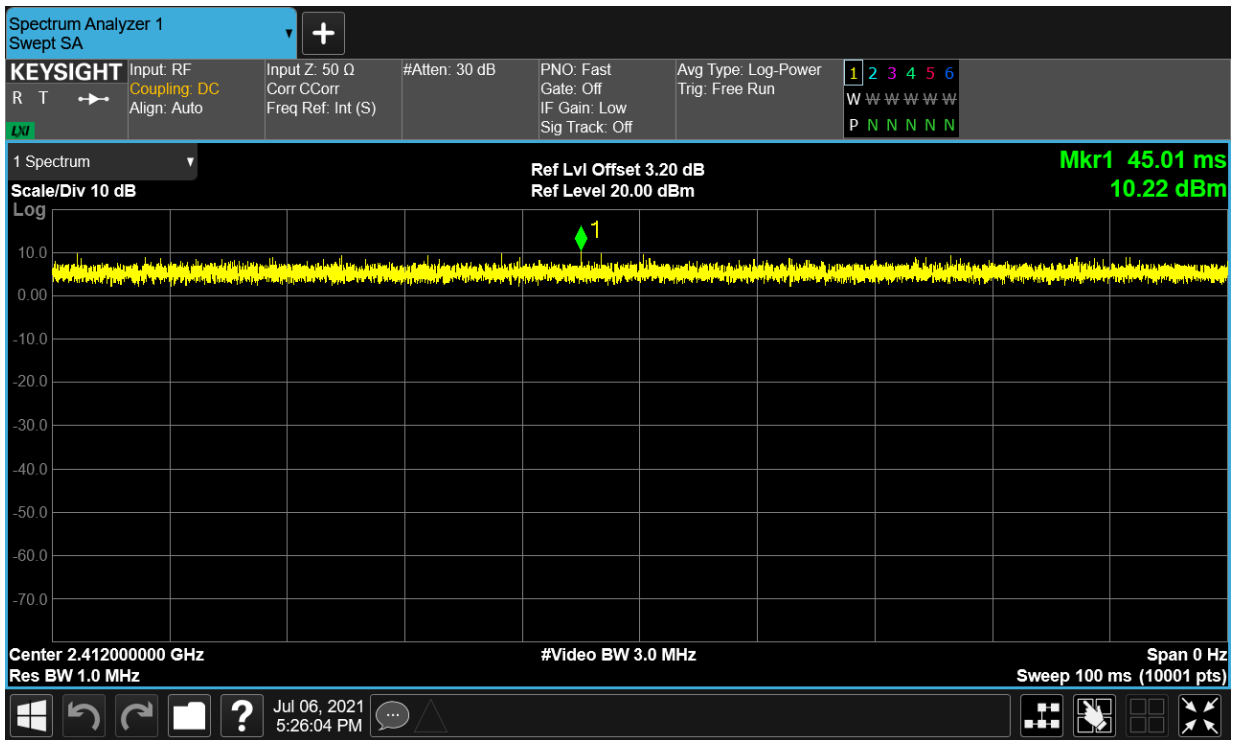 Spectrum Analyzer 1
Swept SA
KEYSIGHT
R T
LXI
Input: RF
Coupling: DC
Align: Auto
Input Z: 50 Ω
Corr CCorr
Freq Ref: Int (S)
#Atten: 30 dB
PNO: Fast
Gate: Off
IF Gain: Low
Sig Track: Off
Avg Type: Log-Power
Trig: Free Run
1 2 3 4 5 6
W W W W W W
P N N N N N
1 Spectrum
Scale/Div 10 dB
Log
Ref Lvl Offset 3.20 dB
Ref Level 20.00 dBm
Mkr1 45.01 ms
10.22 dBm
1
10.0
0.00
-10.0
-20.0
-30.0
-40.0
-50.0
-60.0
-70.0
Center 2.412000000 GHz
Res BW 1.0 MHz
#Video BW 3.0 MHz
Span 0 Hz
Sweep 100 ms (10001 pts)
?
Jul 06, 2021
5:26:04 PM